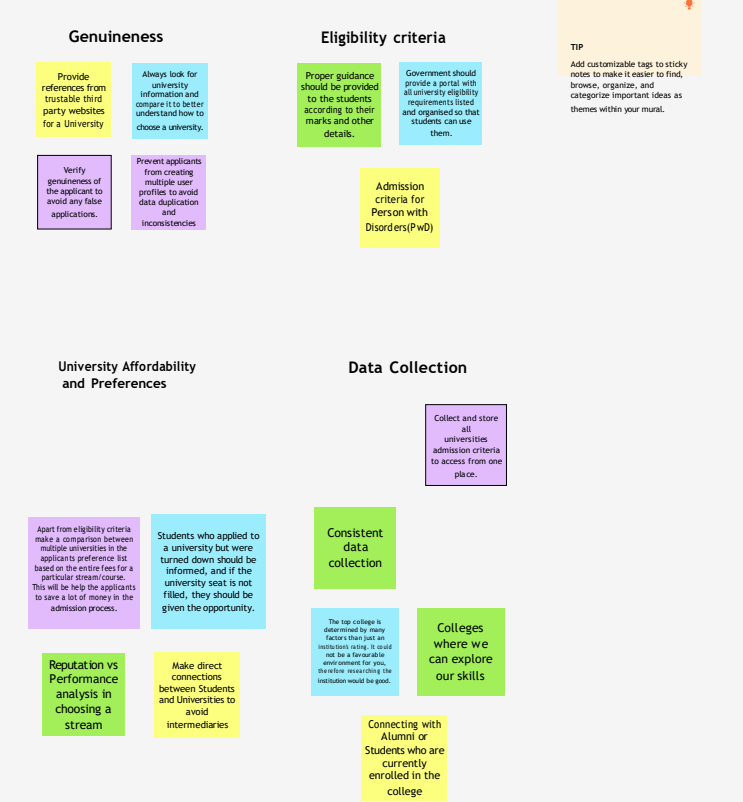 Genuineness
Provide
references from
trustable third
party websites
for a University
Always look for
university
information and
compare it to better
understand how to
choose a university.
Verify
genuineness of
the applicant to
avoid any false
applications.
Prevent applicants
from creating
multiple user
profiles to avoid
data duplication
and
inconsistencies
Eligibility criteria
Proper guidance
should be provided
to the students
according to their
marks and other
details.
Government should
provide a portal with
all university eligibility
requirements listed
and organised so that
students can use
them.
Admission
criteria for
Person with
Disorders(PwD)
TIP
Add customizable tags to sticky
notes to make it easier to find,
browse, organize, and
categorize important ideas as
themes within your mural.
University Affordability
and Preferences
Apart from eligibility criteria
make a comparison between
multiple universities in the
applicants preference list
based on the entire fees for a
particular stream/course.
This will be help the applicants
to save a lot of money in the
admission process.
Students who applied to
a university but were
turned down should be
informed, and if the
university seat is not
filled, they should be
given the opportunity.
Reputation vs
Performance
analysis in
choosing a
stream
Make direct
connections
between Students
and Universities to
avoid
intermediaries
Data Collection
Collect and store
all
universities
admission criteria
to access from one
place.
Consistent
data
collection
The top college is
determined by many
factors than just an
institution's rating. It could
not be a favourable
environment for you,
therefore researching the
institution would be good.
Colleges
where we
can explore
our skills
Connecting with
Alumni or
Students who are
currently
enrolled in the
college